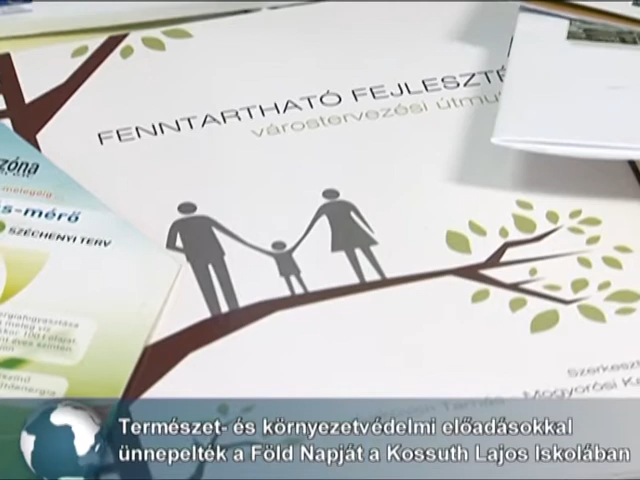 FENNTARTHATÓ FEJLESZTÉ
várostervezési útmu
zóna
s-mérő
SZÉCHENYI TERV
Szerkeszt
Mogyorósi Ka
Természet- és környezetvédelmi előadásokkal
ünnepelték a Föld Napját a Kossuth Lajos Iskolában